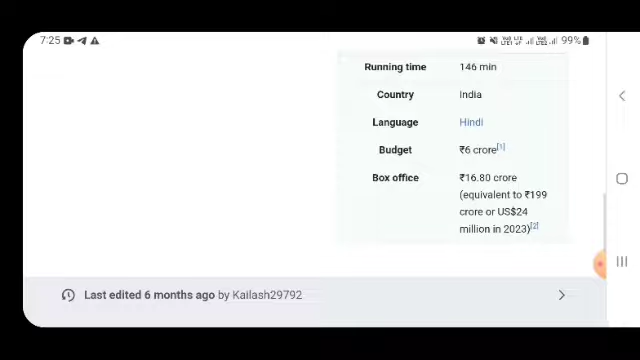 7:25 99%
Running time 146 min
Country India
Language Hindi
Budget ₹6 crore[1]
Box office ₹16.80 crore
(equivalent to ₹199
crore or US$24
million in 2023)[2]
Last edited 6 months ago by Kailash29792